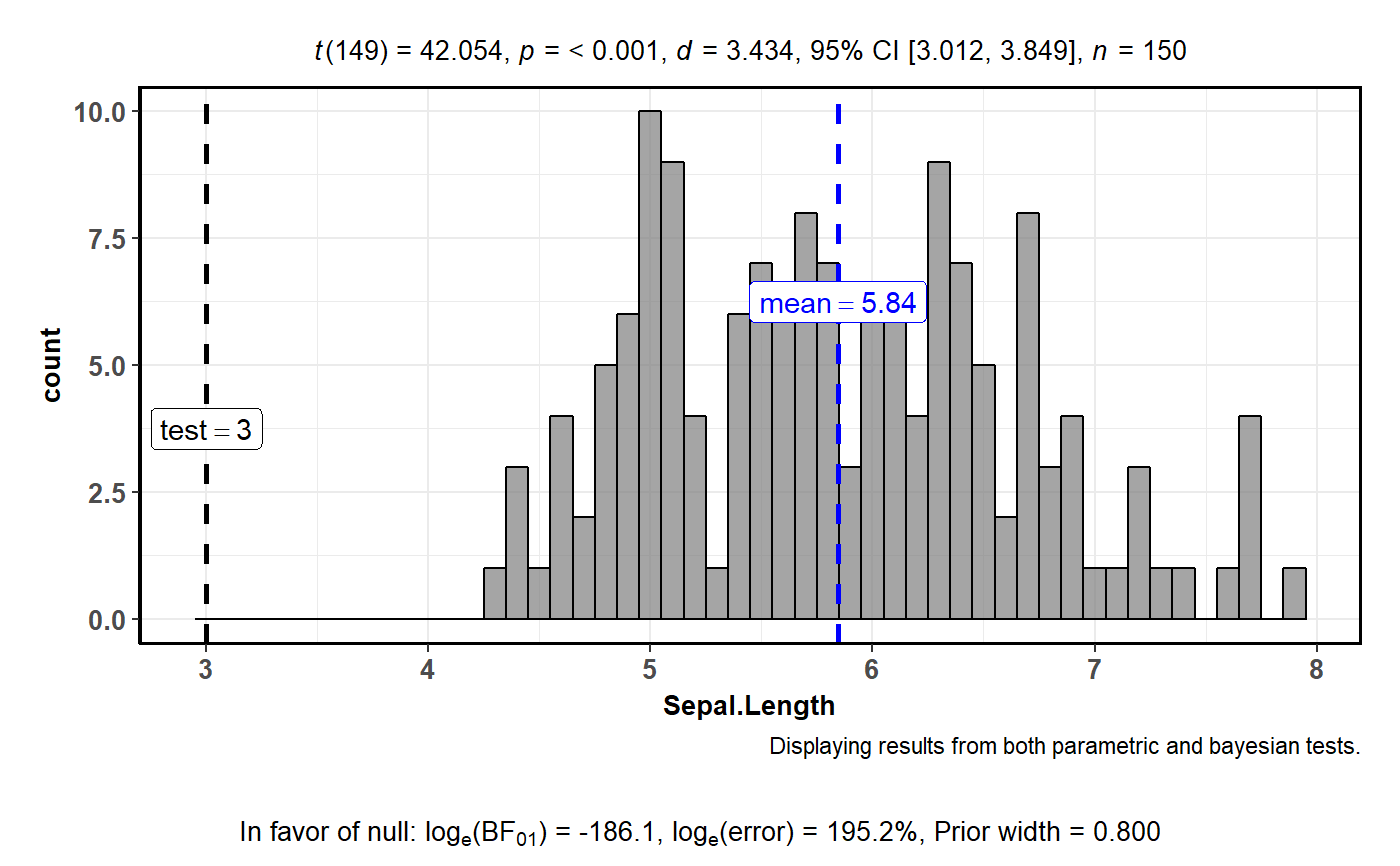 t(149) = 42.054, p = < 0.001, d = 3.434, 95% CI [3.012, 3.849], n = 150
10.0
7.5
mean = 5.84
5.0
count
test = 3
2.5
0.0
3 4 5 6 7 8
Sepal.Length
Displaying results from both parametric and bayesian tests.
In favor of null: logₑ(BF₀₁) = -186.1, logₑ(error) = 195.2%, Prior width = 0.800